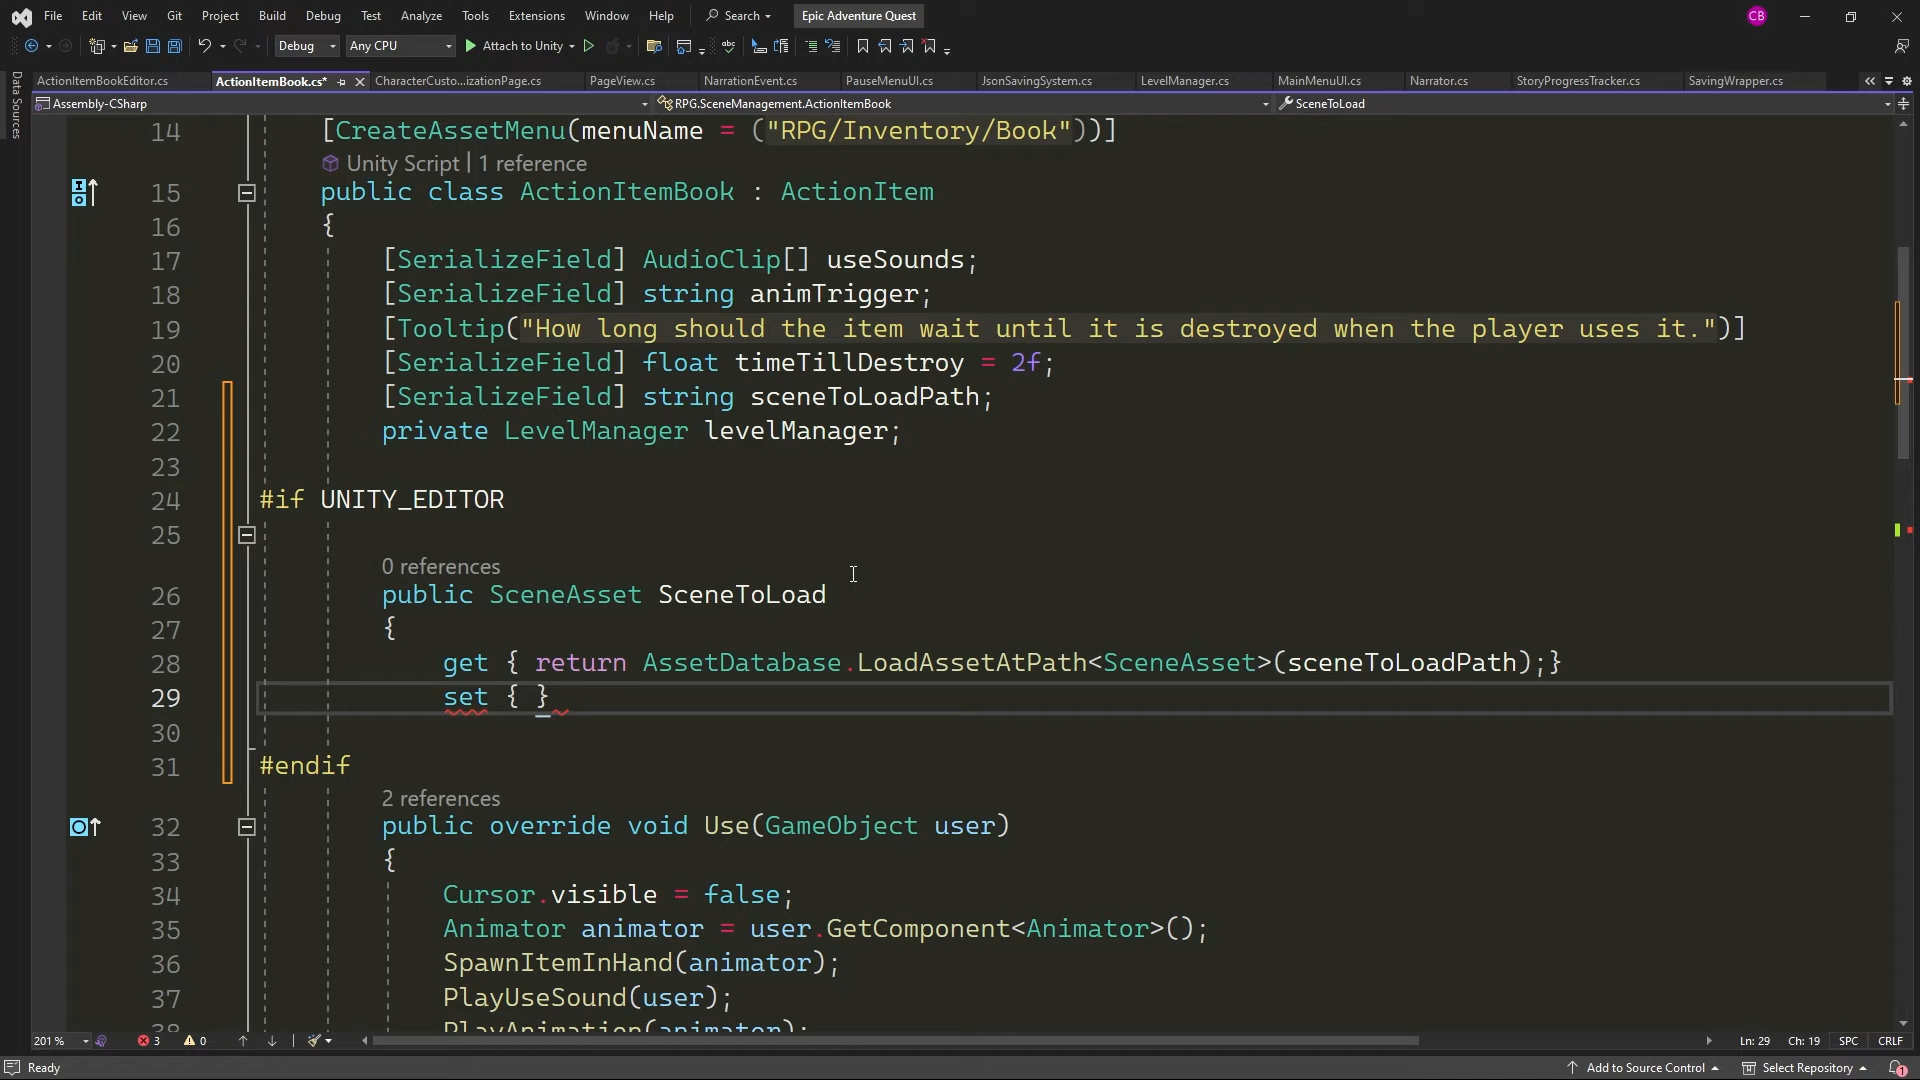 File Edit View Git Project Build Debug Test Analyze Tools Extensions Window Help Search Epic Adventure Quest CB
Debug Any CPU Attach to Unity
ActionItemBookEditor.cs ActionItemBook.cs* CharacterCusto...izationPage.cs PageView.cs NarrationEvent.cs PauseMenuUI.cs JsonSavingSystem.cs LevelManager.cs MainMenuUI.cs Narrator.cs StoryProgressTracker.cs SavingWrapper.cs
Data Sources
Assembly-CSharp RPG.SceneManagement.ActionItemBook SceneToLoad
14 [CreateAssetMenu(menuName = ("RPG/Inventory/Book"))]
Unity Script | 1 reference
15 public class ActionItemBook : ActionItem
16 {
17 [SerializeField] AudioClip[] useSounds;
18 [SerializeField] string animTrigger;
19 [Tooltip("How long should the item wait until it is destroyed when the player uses it.")]
20 [SerializeField] float timeTillDestroy = 2f;
21 [SerializeField] string sceneToLoadPath;
22 private LevelManager levelManager;
23
24 #if UNITY_EDITOR
25
0 references
26 public SceneAsset SceneToLoad
27 {
28 get { return AssetDatabase.LoadAssetAtPath<SceneAsset>(sceneToLoadPath);}
29 set { }
30
31 #endif
2 references
32 public override void Use(GameObject user)
33 {
34 Cursor.visible = false;
35 Animator animator = user.GetComponent<Animator>();
36 SpawnItemInHand(animator);
37 PlayUseSound(user);
38 PlayAnimation(animator);
201 % 3 0 Ln: 29 Ch: 19 SPC CRLF
Ready Add to Source Control Select Repository 1